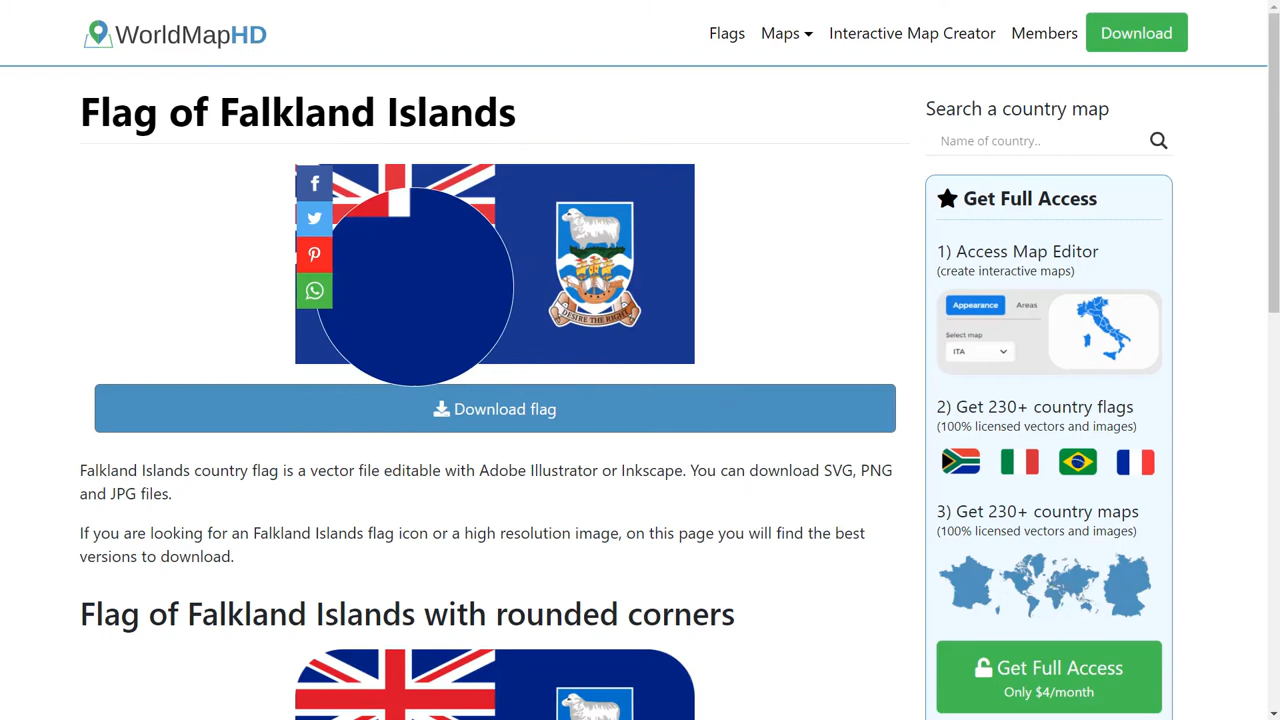 WorldMapHD
Flags Maps Interactive Map Creator Members Download
Flag of Falkland Islands
DESIRE THE RIGHT
Download flag
Falkland Islands country flag is a vector file editable with Adobe Illustrator or Inkscape. You can download SVG, PNG
and JPG files.
If you are looking for an Falkland Islands flag icon or a high resolution image, on this page you will find the best
versions to download.
Flag of Falkland Islands with rounded corners
Search a country map
Name of country..
Get Full Access
1) Access Map Editor
(create interactive maps)
Appearance Areas
Select map
ITA
2) Get 230+ country flags
(100% licensed vectors and images)
3) Get 230+ country maps
(100% licensed vectors and images)
Get Full Access
Only $4/month